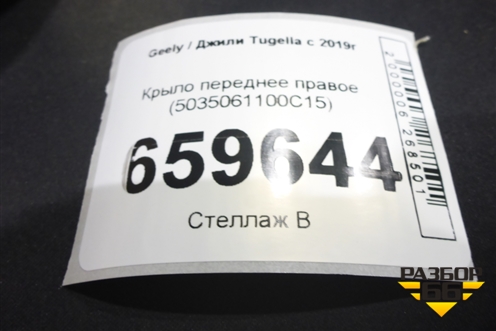 Geely / Джили Tugella с 2019г
Крыло переднее правое
(5035061100C15)
659644
Стеллаж В
2000006268501
РАЗБОР
66